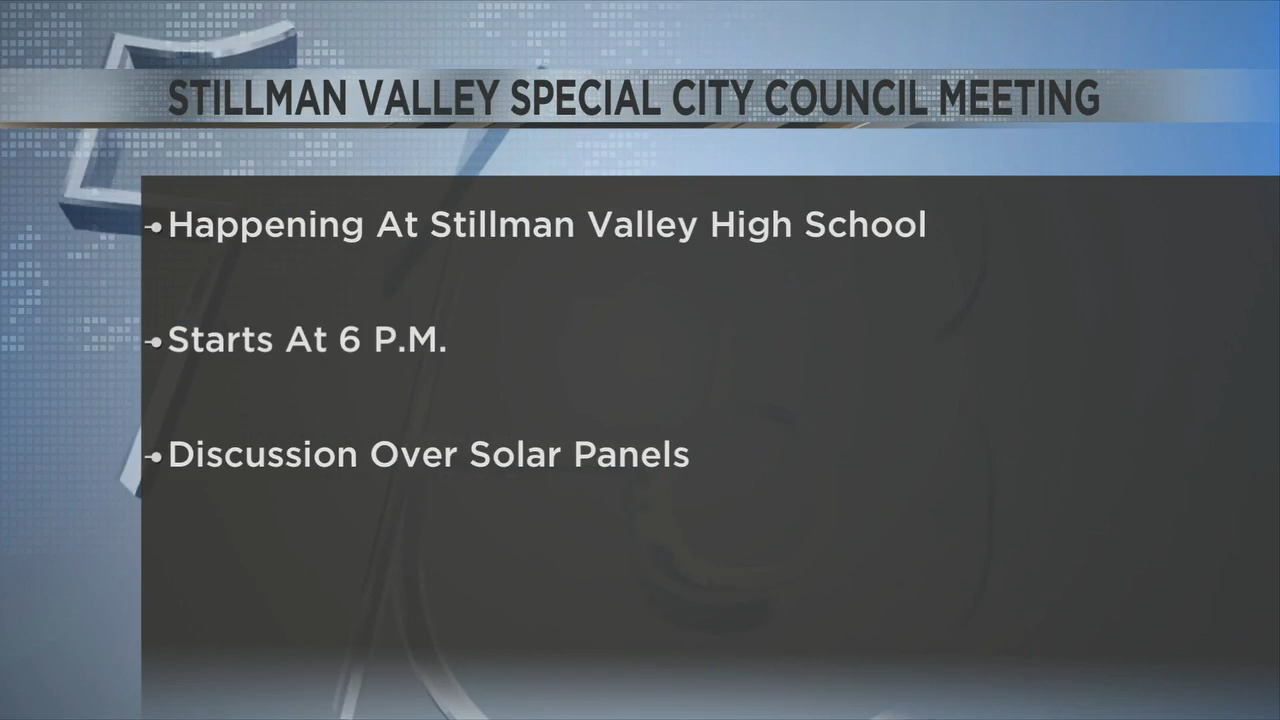 STILLMAN VALLEY SPECIAL CITY COUNCIL MEETING
Happening At Stillman Valley High School
Starts At 6 P.M.
Discussion Over Solar Panels